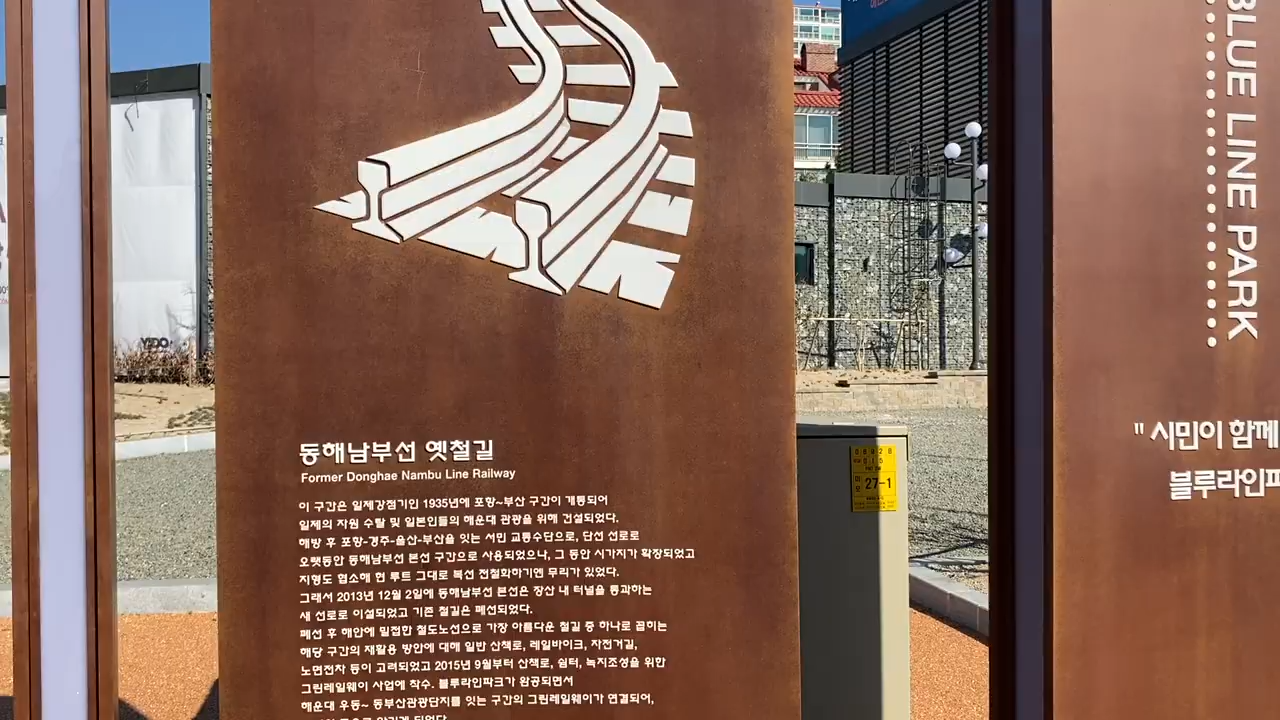 동해남부선 옛철길
Former Donghae Nambu Line Railway
이 구간은 일제강점기인 1935년에 포항~부산 구간이 개통되어
일제의 자원 수탈 및 일본인들의 해운대 관광을 위해 건설되었다.
해방 후 포항-경주-울산-부산을 잇는 서민 교통수단으로, 단선 선로로
오랫동안 동해남부선 본선 구간으로 사용되었으나, 그 동안 시가지가 확장되었고
지형도 협소해 현 루트 그대로 복선 전철화하기엔 무리가 있었다.
그래서 2013년 12월 2일에 동해남부선 본선은 장산 내 터널을 통과하는
새 선로로 이설되었고 기존 철길은 폐선되었다.
폐선 후 해안에 밀접한 철도노선으로 가장 아름다운 철길 중 하나로 꼽히는
해당 구간의 재활용 방안에 대해 일반 산책로, 레일바이크, 자전거길,
노면전차 등이 고려되었고 2015년 9월부터 산책로, 쉼터, 녹지조성을 위한
그린레일웨이 사업에 착수. 블루라인파크가 완공되면서
해운대 우동~ 동부산관광단지를 잇는 구간의 그린레일웨이가 연결되어,
BLUE LINE PARK
" 시민이 함께
블루라인파
27-1